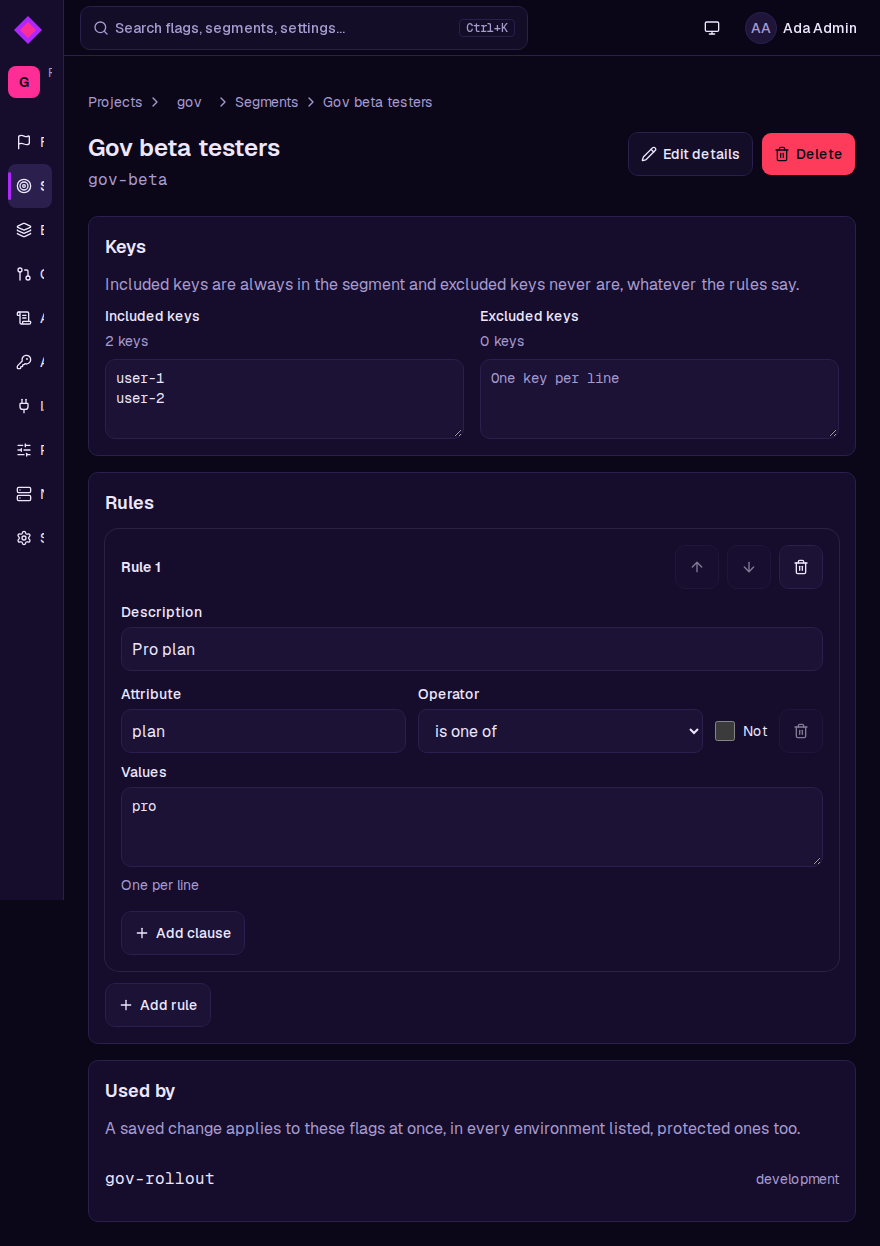 Search flags, segments, settings... Ctrl+K
AA Ada Admin
G
Projects gov Segments Gov beta testers
Gov beta testers
gov-beta
Edit details
Delete
Keys
Included keys are always in the segment and excluded keys never are, whatever the rules say.
Included keys
2 keys
user-1
user-2
Excluded keys
0 keys
One key per line
Rules
Rule 1
Description
Pro plan
Attribute
plan
Operator
is one of
Not
Values
pro
One per line
Add clause
Add rule
Used by
A saved change applies to these flags at once, in every environment listed, protected ones too.
gov-rollout development